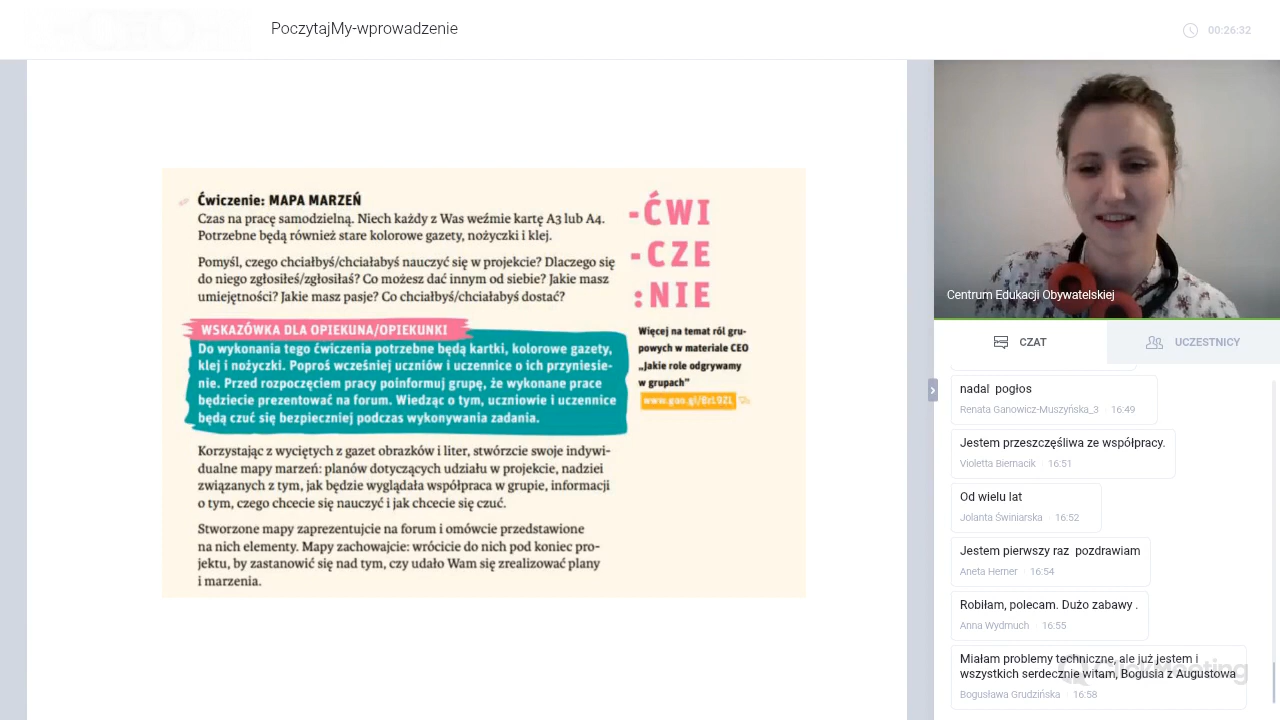 PoczytajMy-wprowadzenie
00:26:32
Ćwiczenie: MAPA MARZEŃ
Czas na pracę samodzielną. Niech każdy z Was weźmie kartę A3 lub A4.
Potrzebne będą również stare kolorowe gazety, nożyczki i klej.
Pomyśl, czego chciałbyś/chciałabyś nauczyć się w projekcie? Dlaczego się
do niego zgłosiłeś/zgłosiłaś? Co możesz dać innym od siebie? Jakie masz
umiejętności? Jakie masz pasje? Co chciałbyś/chciałabyś dostać?
WSKAZÓWKA DLA OPIEKUNA/OPIEKUNKI
Do wykonania tego ćwiczenia potrzebne będą kartki, kolorowe gazety,
klej i nożyczki. Poproś wcześniej uczniów i uczennice o ich przyniesie-
nie. Przed rozpoczęciem pracy poinformuj grupę, że wykonane prace
będziecie prezentować na forum. Wiedząc o tym, uczniowie i uczennice
będą czuć się bezpieczniej podczas wykonywania zadania.
Korzystając z wyciętych z gazet obrazków i liter, stwórzcie swoje indywi-
dualne mapy marzeń: planów dotyczących udziału w projekcie, nadziei
związanych z tym, jak będzie wyglądała współpraca w grupie, informacji
o tym, czego chcecie się nauczyć i jak chcecie się czuć.
Stworzone mapy zaprezentujcie na forum i omówcie przedstawione
na nich elementy. Mapy zachowajcie: wrócicie do nich pod koniec pro-
jektu, by zastanowić się nad tym, czy udało Wam się zrealizować plany
i marzenia.
-ĆWI
-CZE
:NIE
Więcej na temat ról gru-
powych w materiale CEO
„Jakie role odgrywamy
w grupach"
Centrum Edukacji Obywatelskiej
CZAT
UCZESTNICY
nadal pogłos
Renata Ganowicz-Muszyńska_3 16:49
Jestem przeszczęśliwa ze współpracy.
Violetta Biernacik 16:51
Od wielu lat
Jolanta Świniarska 16:52
Jestem pierwszy raz pozdrawiam
Aneta Herner 16:54
Robiłam, polecam. Dużo zabawy .
Anna Wydmuch 16:55
Miałam problemy techniczne, ale już jestem i
wszystkich serdecznie witam, Bogusia z Augustowa
Bogusława Grudzińska 16:58
ClickMeeting